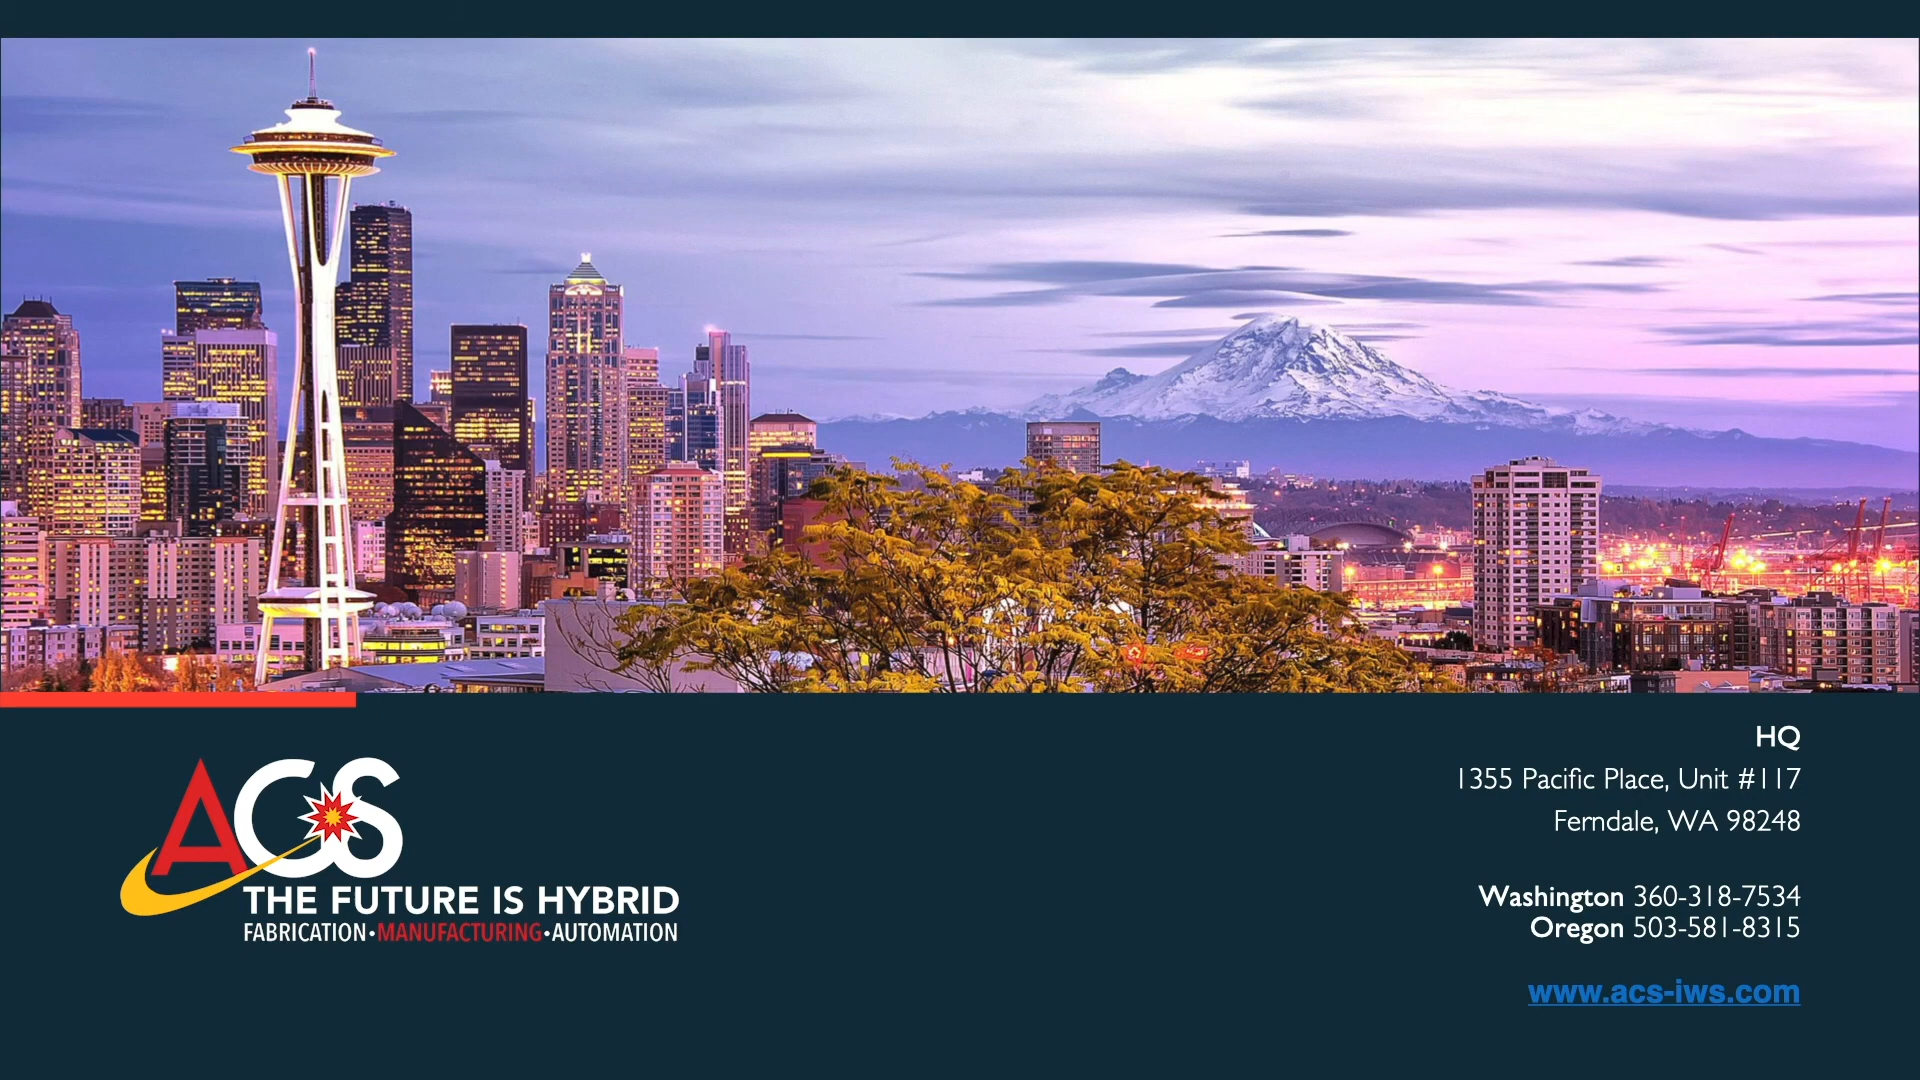 ACS
THE FUTURE IS HYBRID
FABRICATION•MANUFACTURING•AUTOMATION
HQ
1355 Pacific Place, Unit #117
Ferndale, WA 98248
Washington 360-318-7534
Oregon 503-581-8315
www.acs-iws.com